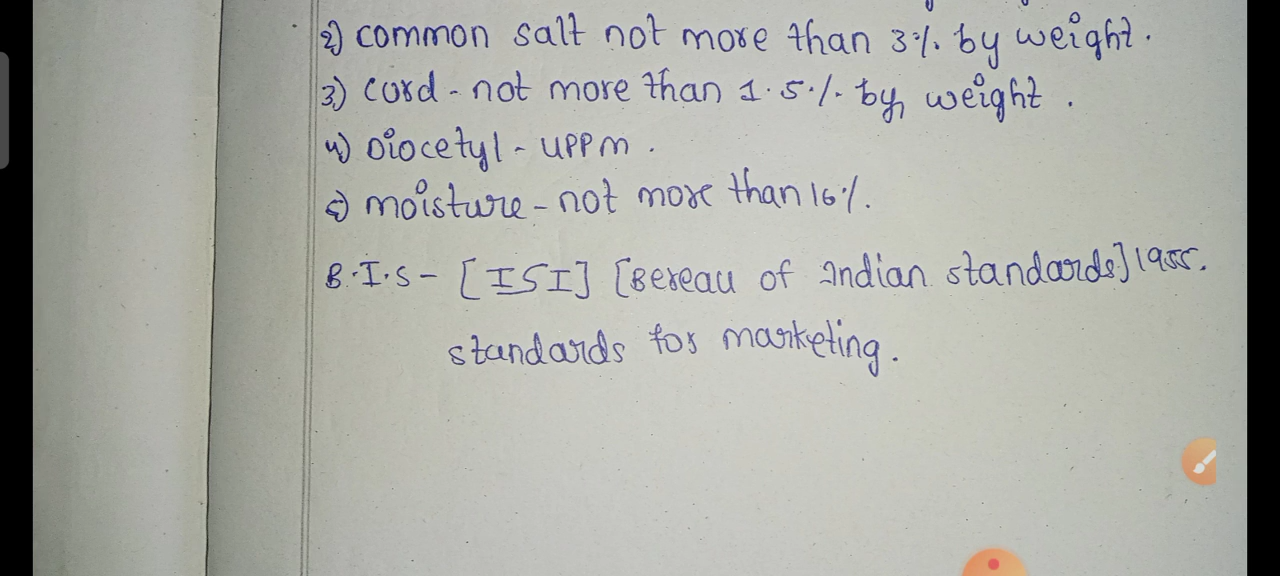 2) common salt not more than 3%. by weight.
3) curd - not more than 1.5%. by weight.
4) Diocetyl - 4PPm.
5) moisture - not more than 16%.
B.I.S - [ISI] [Bereau of Indian standards] 1955.
standards for marketing.